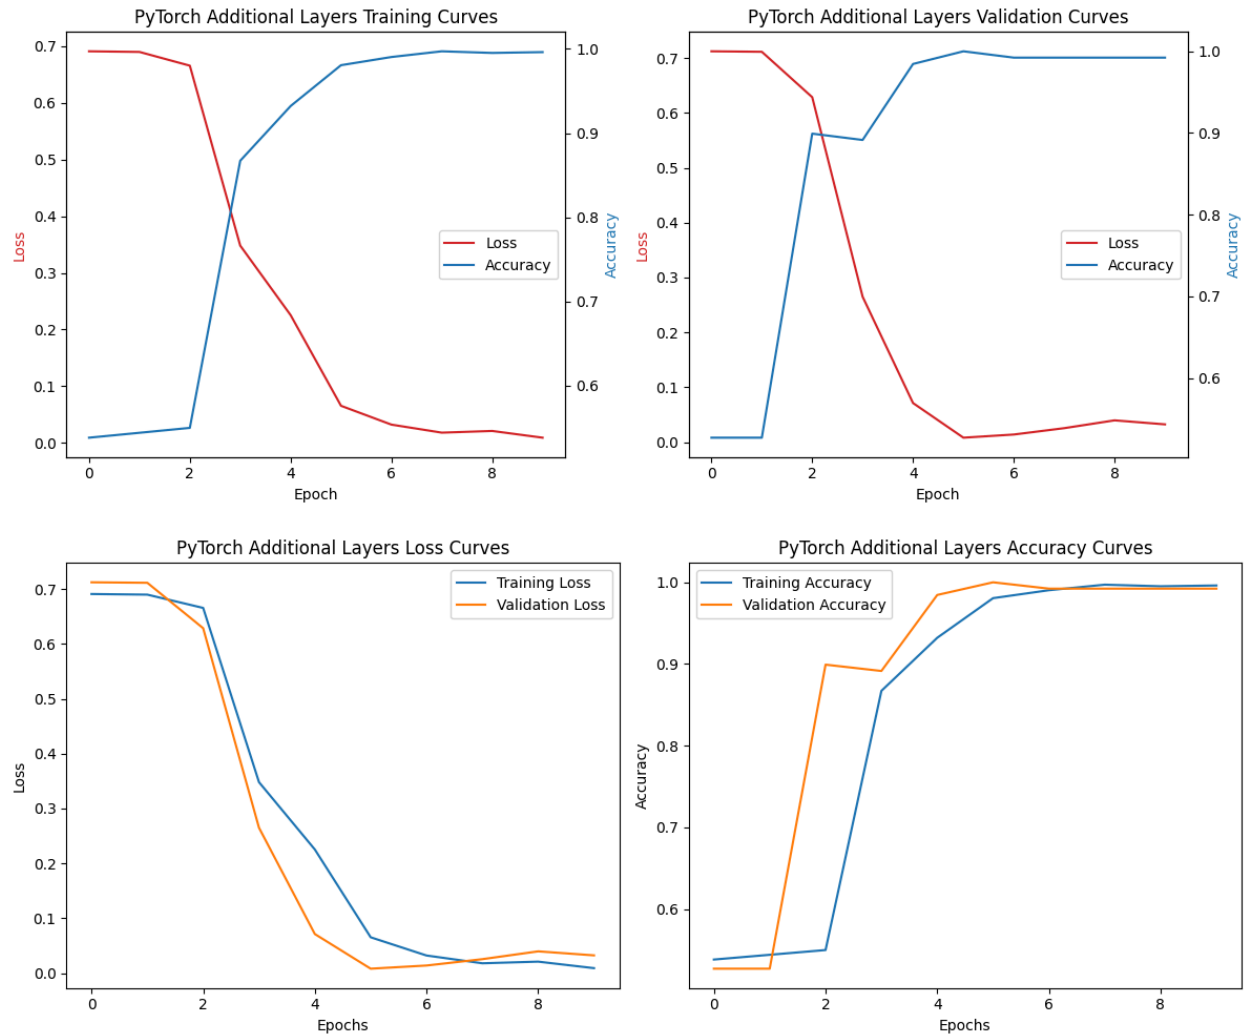 PyTorch Additional Layers Training Curves
0.7
0.6
0.5
0.4
0.3
0.2
0.1
0.0
Loss
1.0
0.9
0.8
0.7
0.6
Accuracy
Loss
Accuracy
0 2 4 6 8
Epoch
PyTorch Additional Layers Validation Curves
0.7
0.6
0.5
0.4
0.3
0.2
0.1
0.0
Loss
1.0
0.9
0.8
0.7
0.6
Accuracy
Loss
Accuracy
0 2 4 6 8
Epoch
PyTorch Additional Layers Loss Curves
0.7
0.6
0.5
0.4
0.3
0.2
0.1
0.0
Loss
Training Loss
Validation Loss
0 2 4 6 8
Epochs
PyTorch Additional Layers Accuracy Curves
1.0
0.9
0.8
0.7
0.6
Accuracy
Training Accuracy
Validation Accuracy
0 2 4 6 8
Epochs